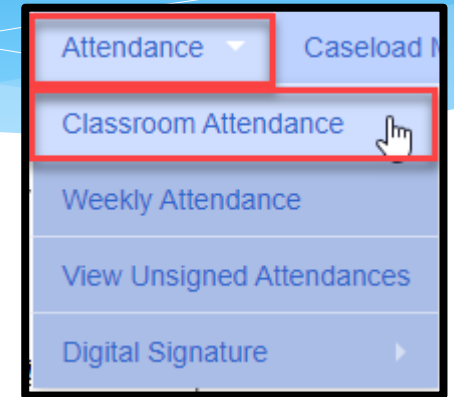 Attendance Caseload
Classroom Attendance
Weekly Attendance
View Unsigned Attendances
Digital Signature